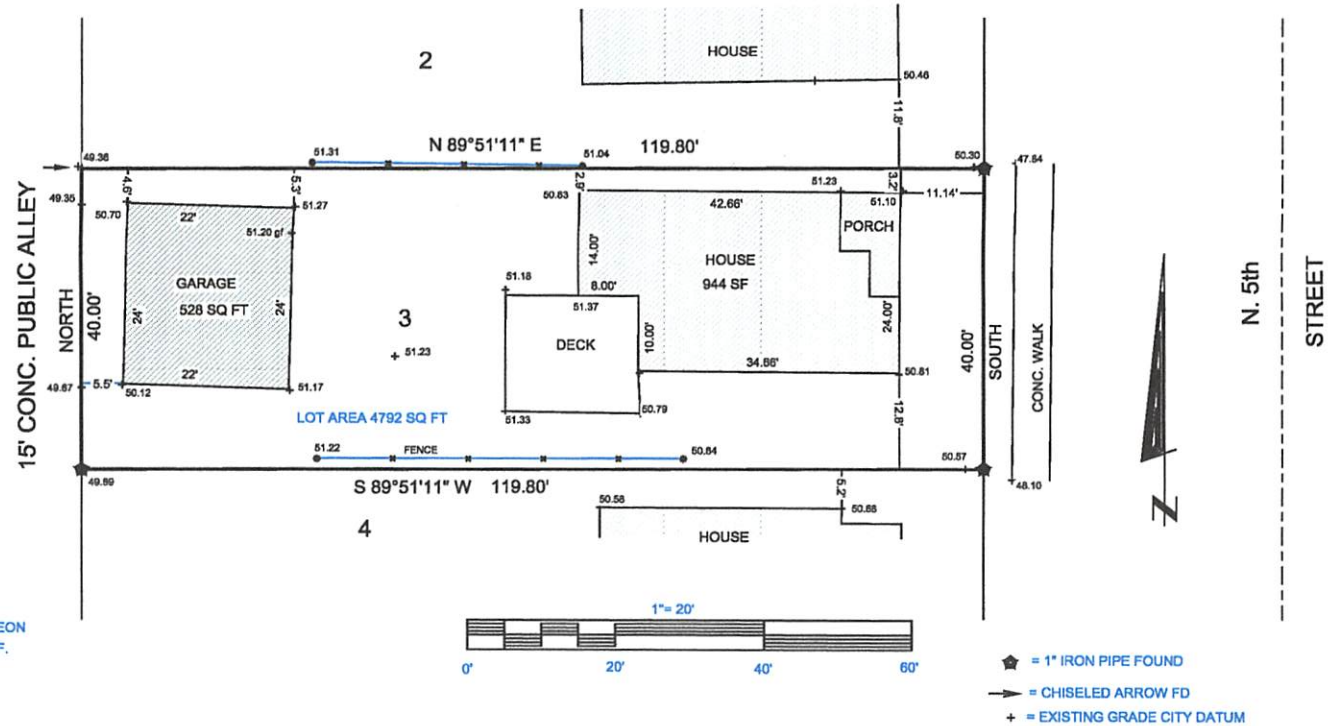 2
HOUSE
50.46
11.8'
N 89°51'11" E 119.80'
51.31
51.04
49.36
50.30
47.84
4.6'
5.3'
2.9'
3.2'
11.14'
49.35
50.70
22'
51.27
51.20 gf
50.83
51.23
51.10
42.66'
PORCH
15' CONC. PUBLIC ALLEY
NORTH
40.00'
GARAGE
528 SQ FT
24'
24'
14.00'
HOUSE
944 SF
51.18
8.00'
51.37
24.00'
3
DECK
10.00'
51.23
34.66'
40.00'
SOUTH
CONC. WALK
N. 5th
STREET
49.67
5.5'
50.12
22'
51.17
50.81
51.33
50.79
12.8'
LOT AREA 4792 SQ FT
51.22
FENCE
50.84
50.57
49.89
48.10
S 89°51'11" W 119.80'
4
50.58
5.2'
50.88
HOUSE
N
1"= 20'
0' 20' 40' 60'
EON
F.
= 1" IRON PIPE FOUND
= CHISELED ARROW FD
+ = EXISTING GRADE CITY DATUM